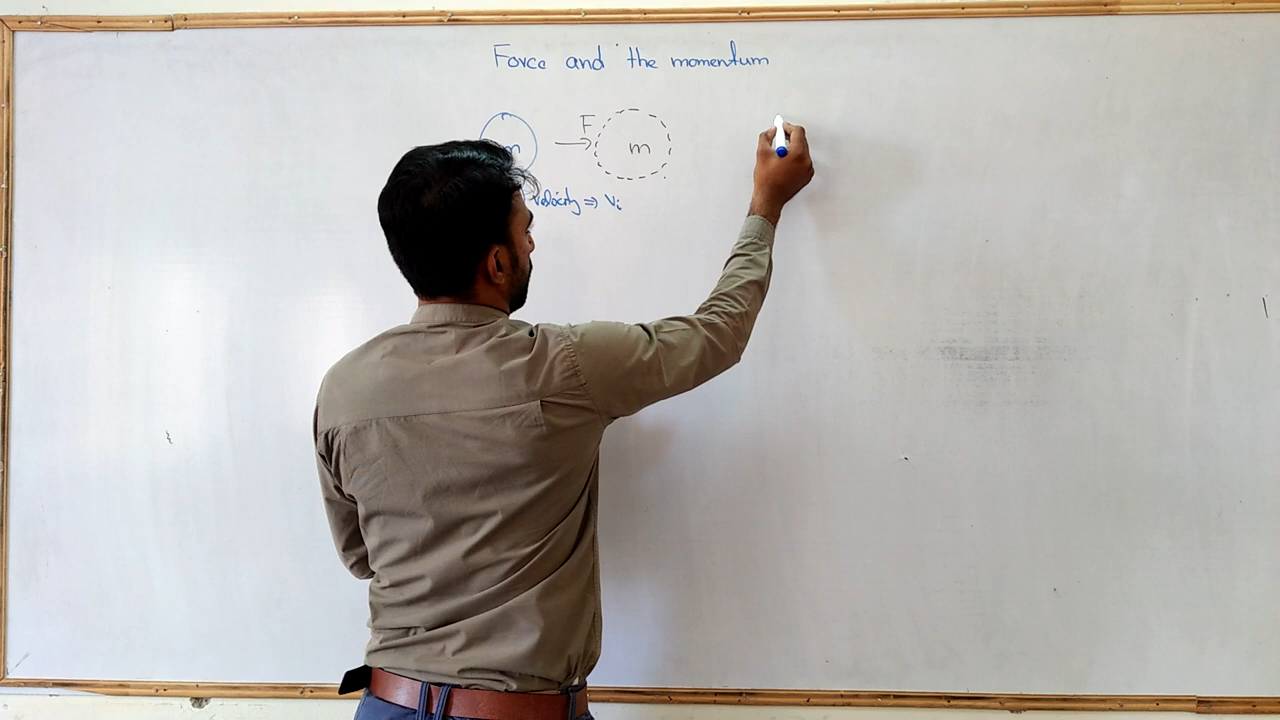 Force and the momentum
F
m m
Velocity ⇒ Vi